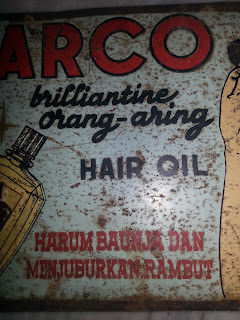 ARCO
brilliantine
orang-aring
HAIR OIL
HARUM BAUNJA DAN
MENJUBURKAN RAMBUT